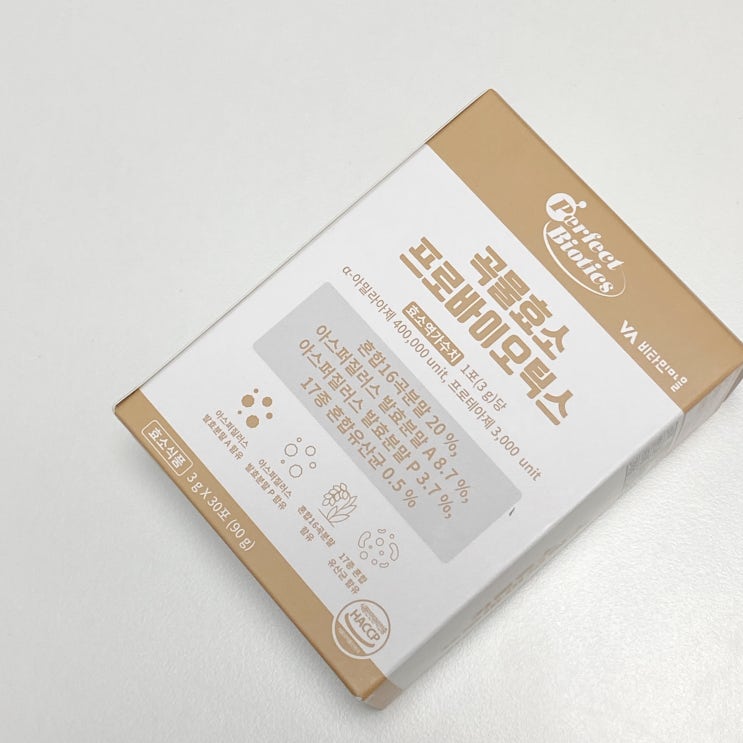 Perfect
Biotics
VA 비타민마을
곡물효소
프로바이오틱스
효소역가수치 1포(3 g)당
α-아밀라아제 400,000 unit, 프로테아제 3,000 unit
혼합16곡분말 20 %,
아스퍼질러스 발효분말 A 8.7 %,
아스퍼질러스 발효분말 P 3.7 %,
17종 혼합유산균 0.5 %
아스퍼질러스
발효분말 A 함유
아스퍼질러스
발효분말 P 함유
혼합16곡분말
함유
17종 혼합
유산균 함유
효소식품 3 g X 30포 (90 g)
HACCP